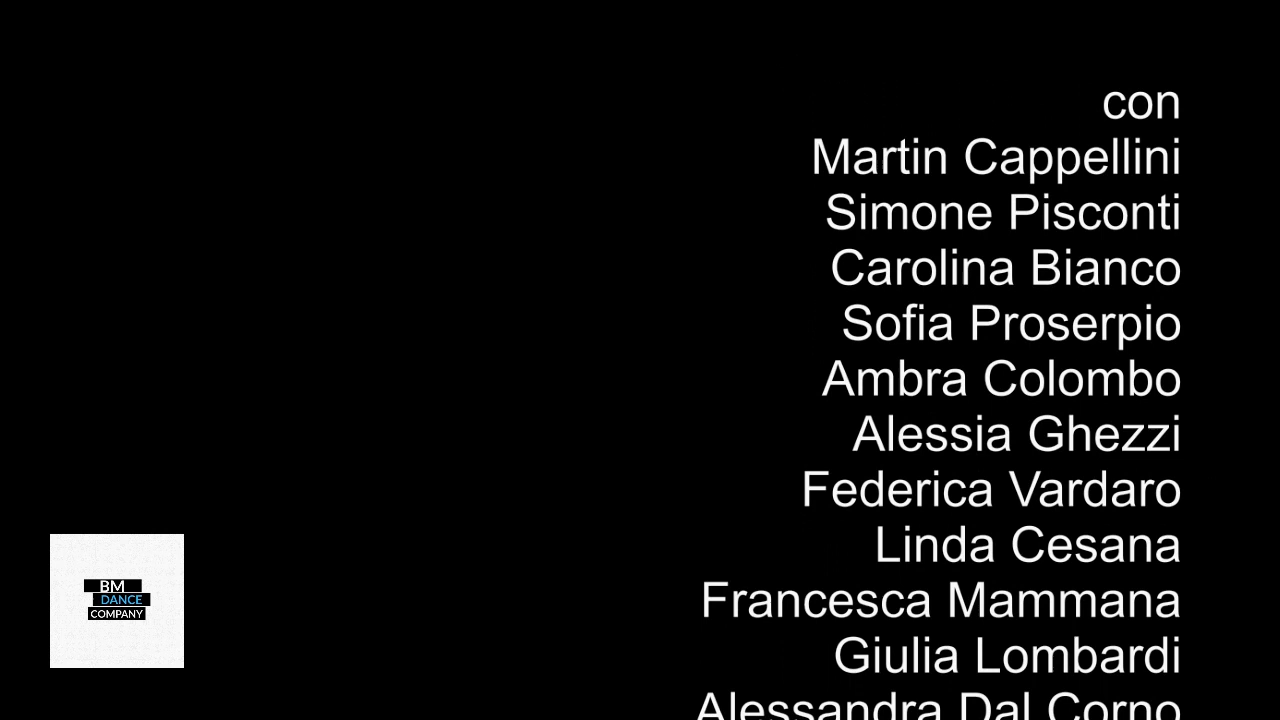 con
Martin Cappellini
Simone Pisconti
Carolina Bianco
Sofia Proserpio
Ambra Colombo
Alessia Ghezzi
Federica Vardaro
Linda Cesana
Francesca Mammana
Giulia Lombardi
Alessandra Dal Corno
BM
DANCE
COMPANY